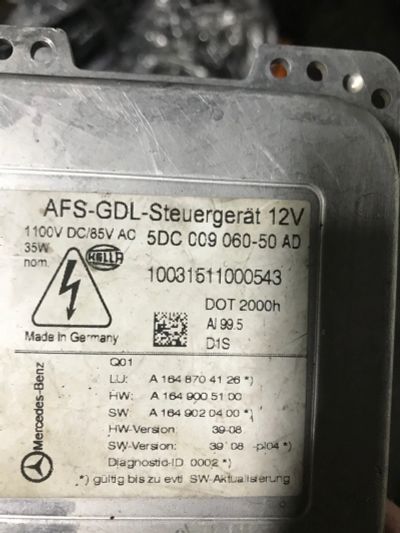 AFS-GDL-Steuergerät 12V
1100V DC/85V AC 5DC 009 060-50 AD
35W
nom.
HELLA
10031511000543
DOT 2000h
Al 99.5
D1S
Made in Germany
Q01
LU: A 164 870 41 26 *)
HW: A 164 900 51 00
SW A 164 902 04 00 *)
HW-Version: 39-08
SW-Version: 39 08 -pl04 *)
Diagnostic-ID 0002 *)
*) gültig bis zu evtl SW-Aktualisierung
Mercedes-Benz